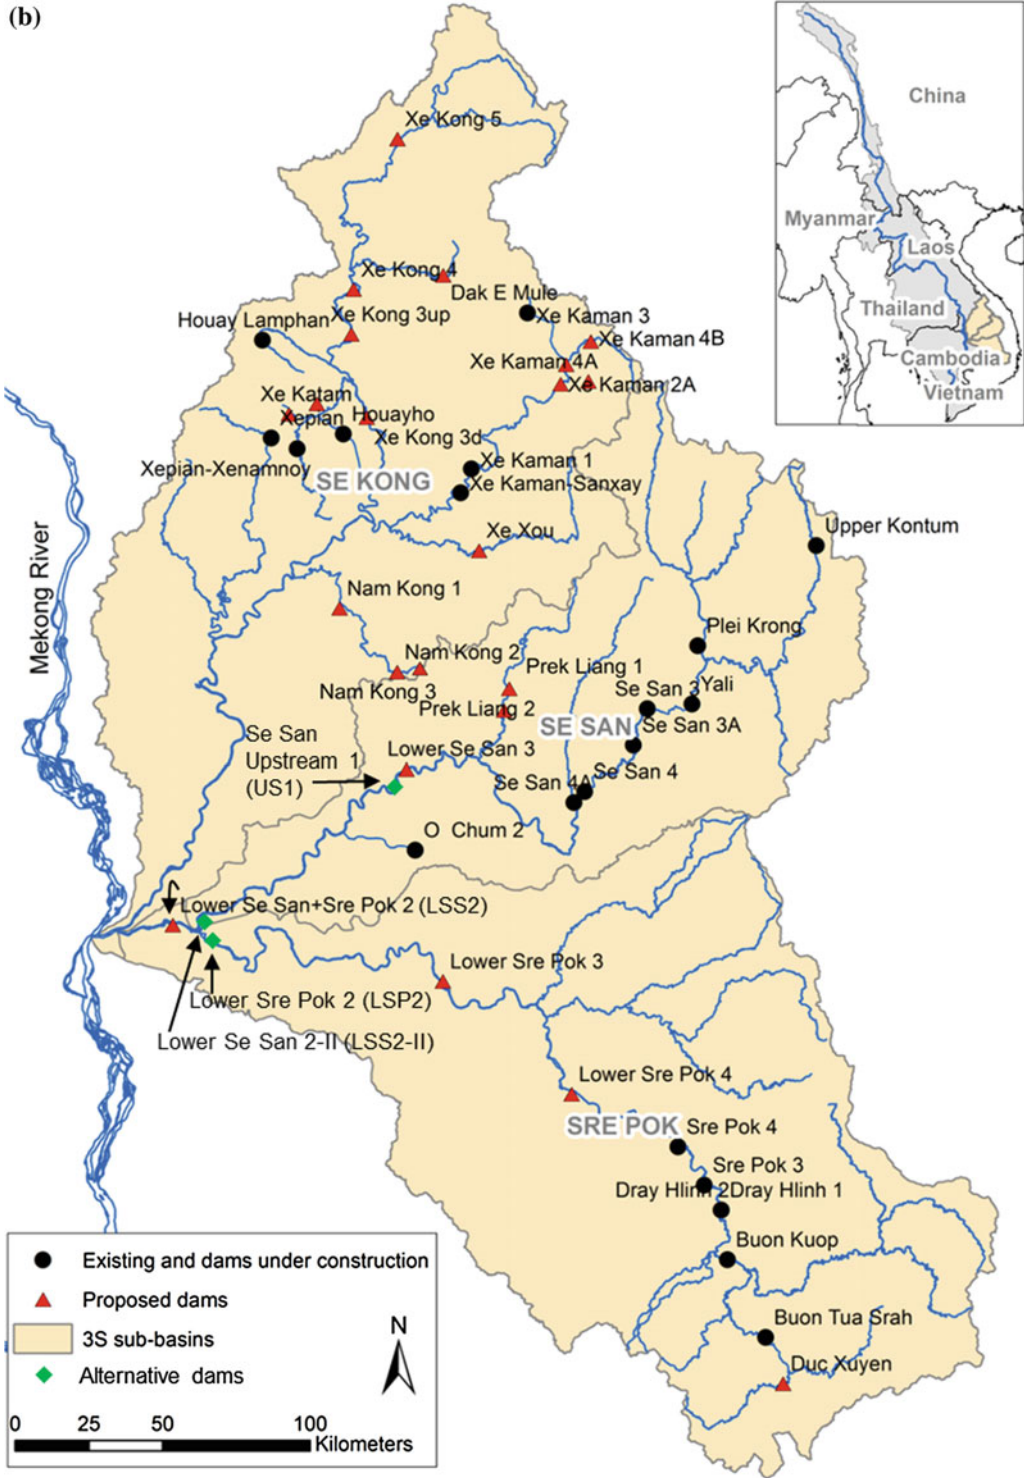 (b)
China
Myanmar
Laos
Thailand
Cambodia
Vietnam
Xe Kong 5
Xe Kong 4
Dak E Mule
Houay Lamphan
Xe Kong 3up
Xe Kaman 3
Xe Kaman 4B
Xe Kaman 4A
Xe Kaman 2A
Xe Katam
Xepian
Houayho
Xe Kong 3d
Xepian-Xenamnoy
SE KONG
Xe Kaman 1
Xe Kaman-Sanxay
Xe Xou
Upper Kontum
Mekong River
Nam Kong 1
Plei Krong
Nam Kong 2
Nam Kong 3
Prek Liang 1
Prek Liang 2
Se San 3
Yali
SE SAN
Se San 3A
Se San
Upstream 1
(US1)
Lower Se San 3
Se San 4A
Se San 4
O Chum 2
Lower Se San+Sre Pok 2 (LSS2)
Lower Sre Pok 3
Lower Sre Pok 2 (LSP2)
Lower Se San 2-II (LSS2-II)
Lower Sre Pok 4
SRE POK
Sre Pok 4
Sre Pok 3
Dray Hlinh 2
Dray Hlinh 1
Buon Kuop
Buon Tua Srah
Duc Xuyen
Existing and dams under construction
Proposed dams
3S sub-basins
Alternative dams
N
0 25 50 100
Kilometers